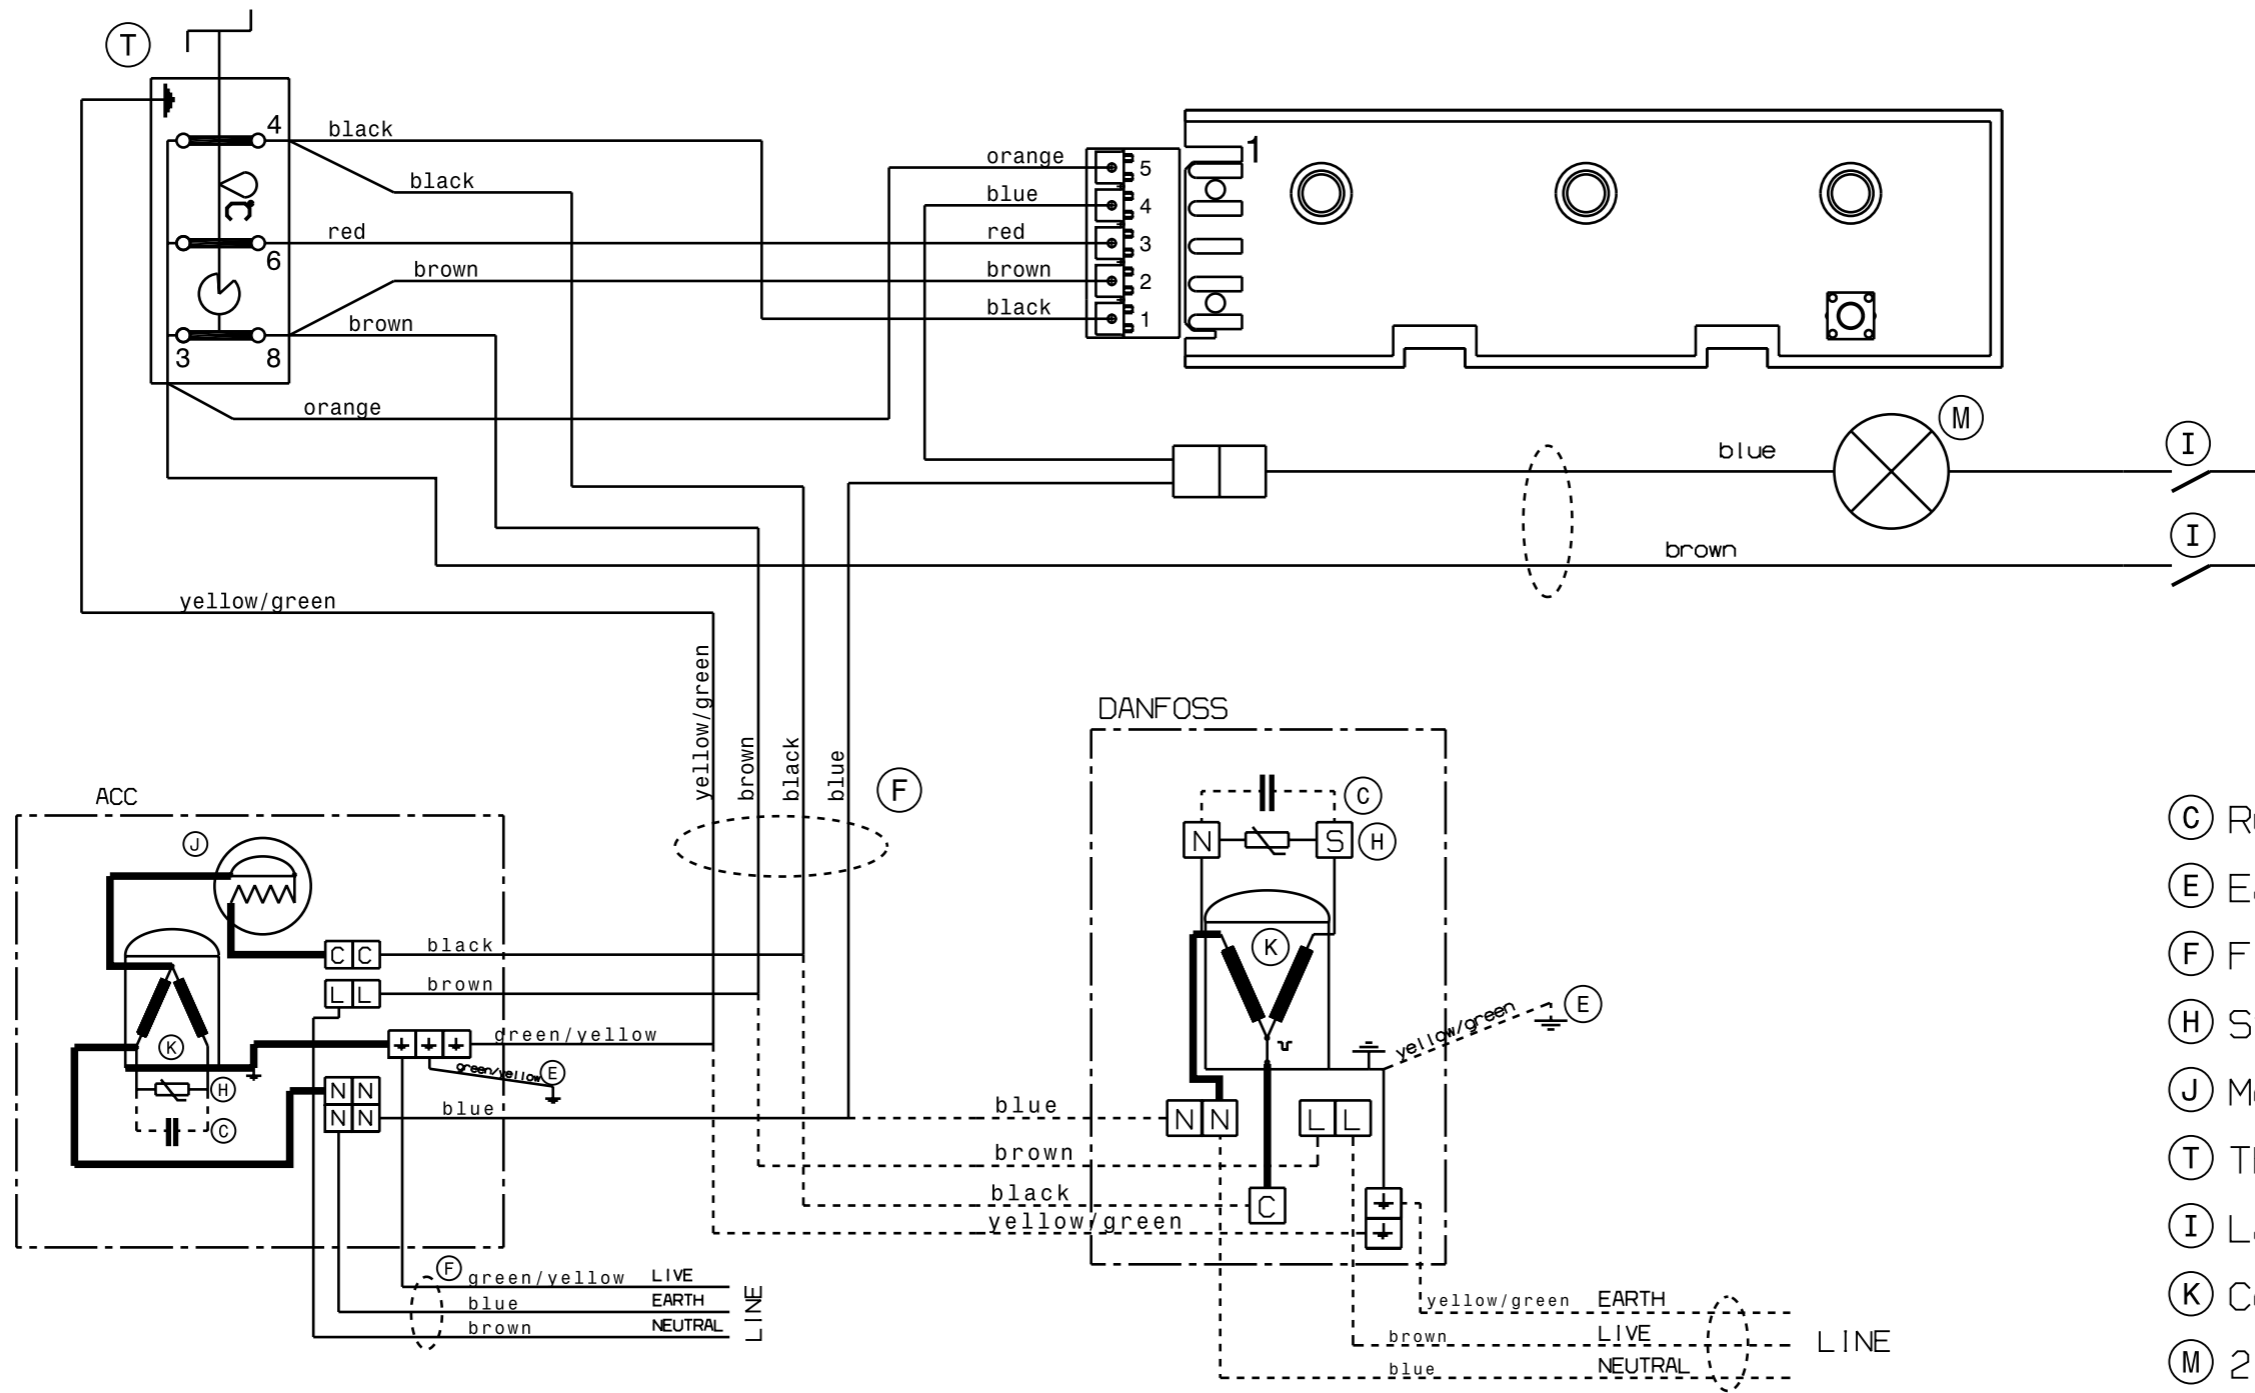 T
4
black
1
orange
5
black
blue
4
red
red
3
6
brown
brown
2
black
1
brown
3
8
°C
orange
M
I
blue
I
brown
yellow/green
yellow/green
brown
black
blue
F
DANFOSS
ACC
C
J
N
S
H
K
C C
black
L L
brown
yellow/green
E
green/yellow
K
green/yellow
E
H
N N
N N
blue
C
blue
N N
L L
brown
black
C
yellow/green
F
green/yellow
LIVE
blue
EARTH
brown
NEUTRAL
LINE
yellow/green
EARTH
brown
LIVE
blue
NEUTRAL
LINE
C
E
F
H
J
T
I
K
M
2